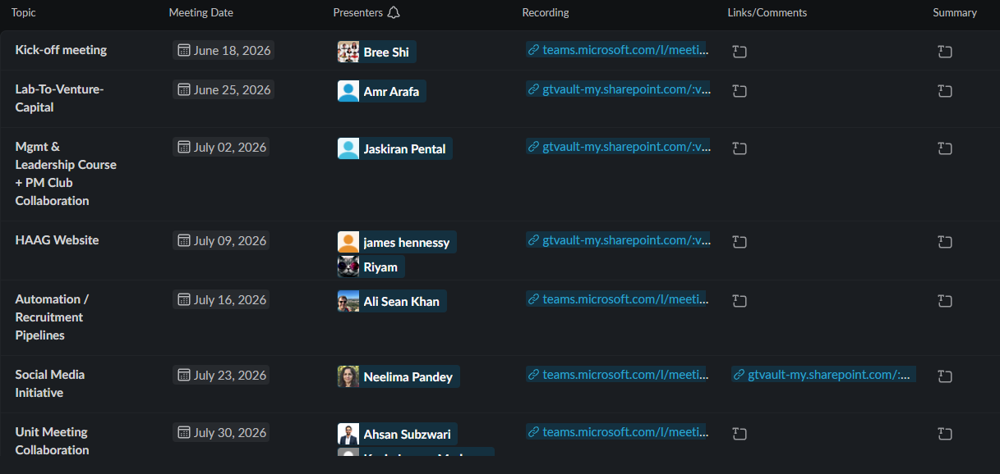 Topic Meeting Date Presenters Recording Links/Comments Summary
Kick-off meeting June 18, 2026 Bree Shi teams.microsoft.com/l/meeti...
Lab-To-Venture- June 25, 2026 Amr Arafa gtvault-my.sharepoint.com/:v...
Capital
Mgmt & July 02, 2026 Jaskiran Pental gtvault-my.sharepoint.com/:v...
Leadership Course
+ PM Club
Collaboration
HAAG Website July 09, 2026 james hennessy gtvault-my.sharepoint.com/:v...
Riyam
Automation / July 16, 2026 Ali Sean Khan teams.microsoft.com/l/meeti...
Recruitment
Pipelines
Social Media July 23, 2026 Neelima Pandey teams.microsoft.com/l/meeti... gtvault-my.sharepoint.com/:...
Initiative
Unit Meeting July 30, 2026 Ahsan Subzwari teams.microsoft.com/l/meeti...
Collaboration